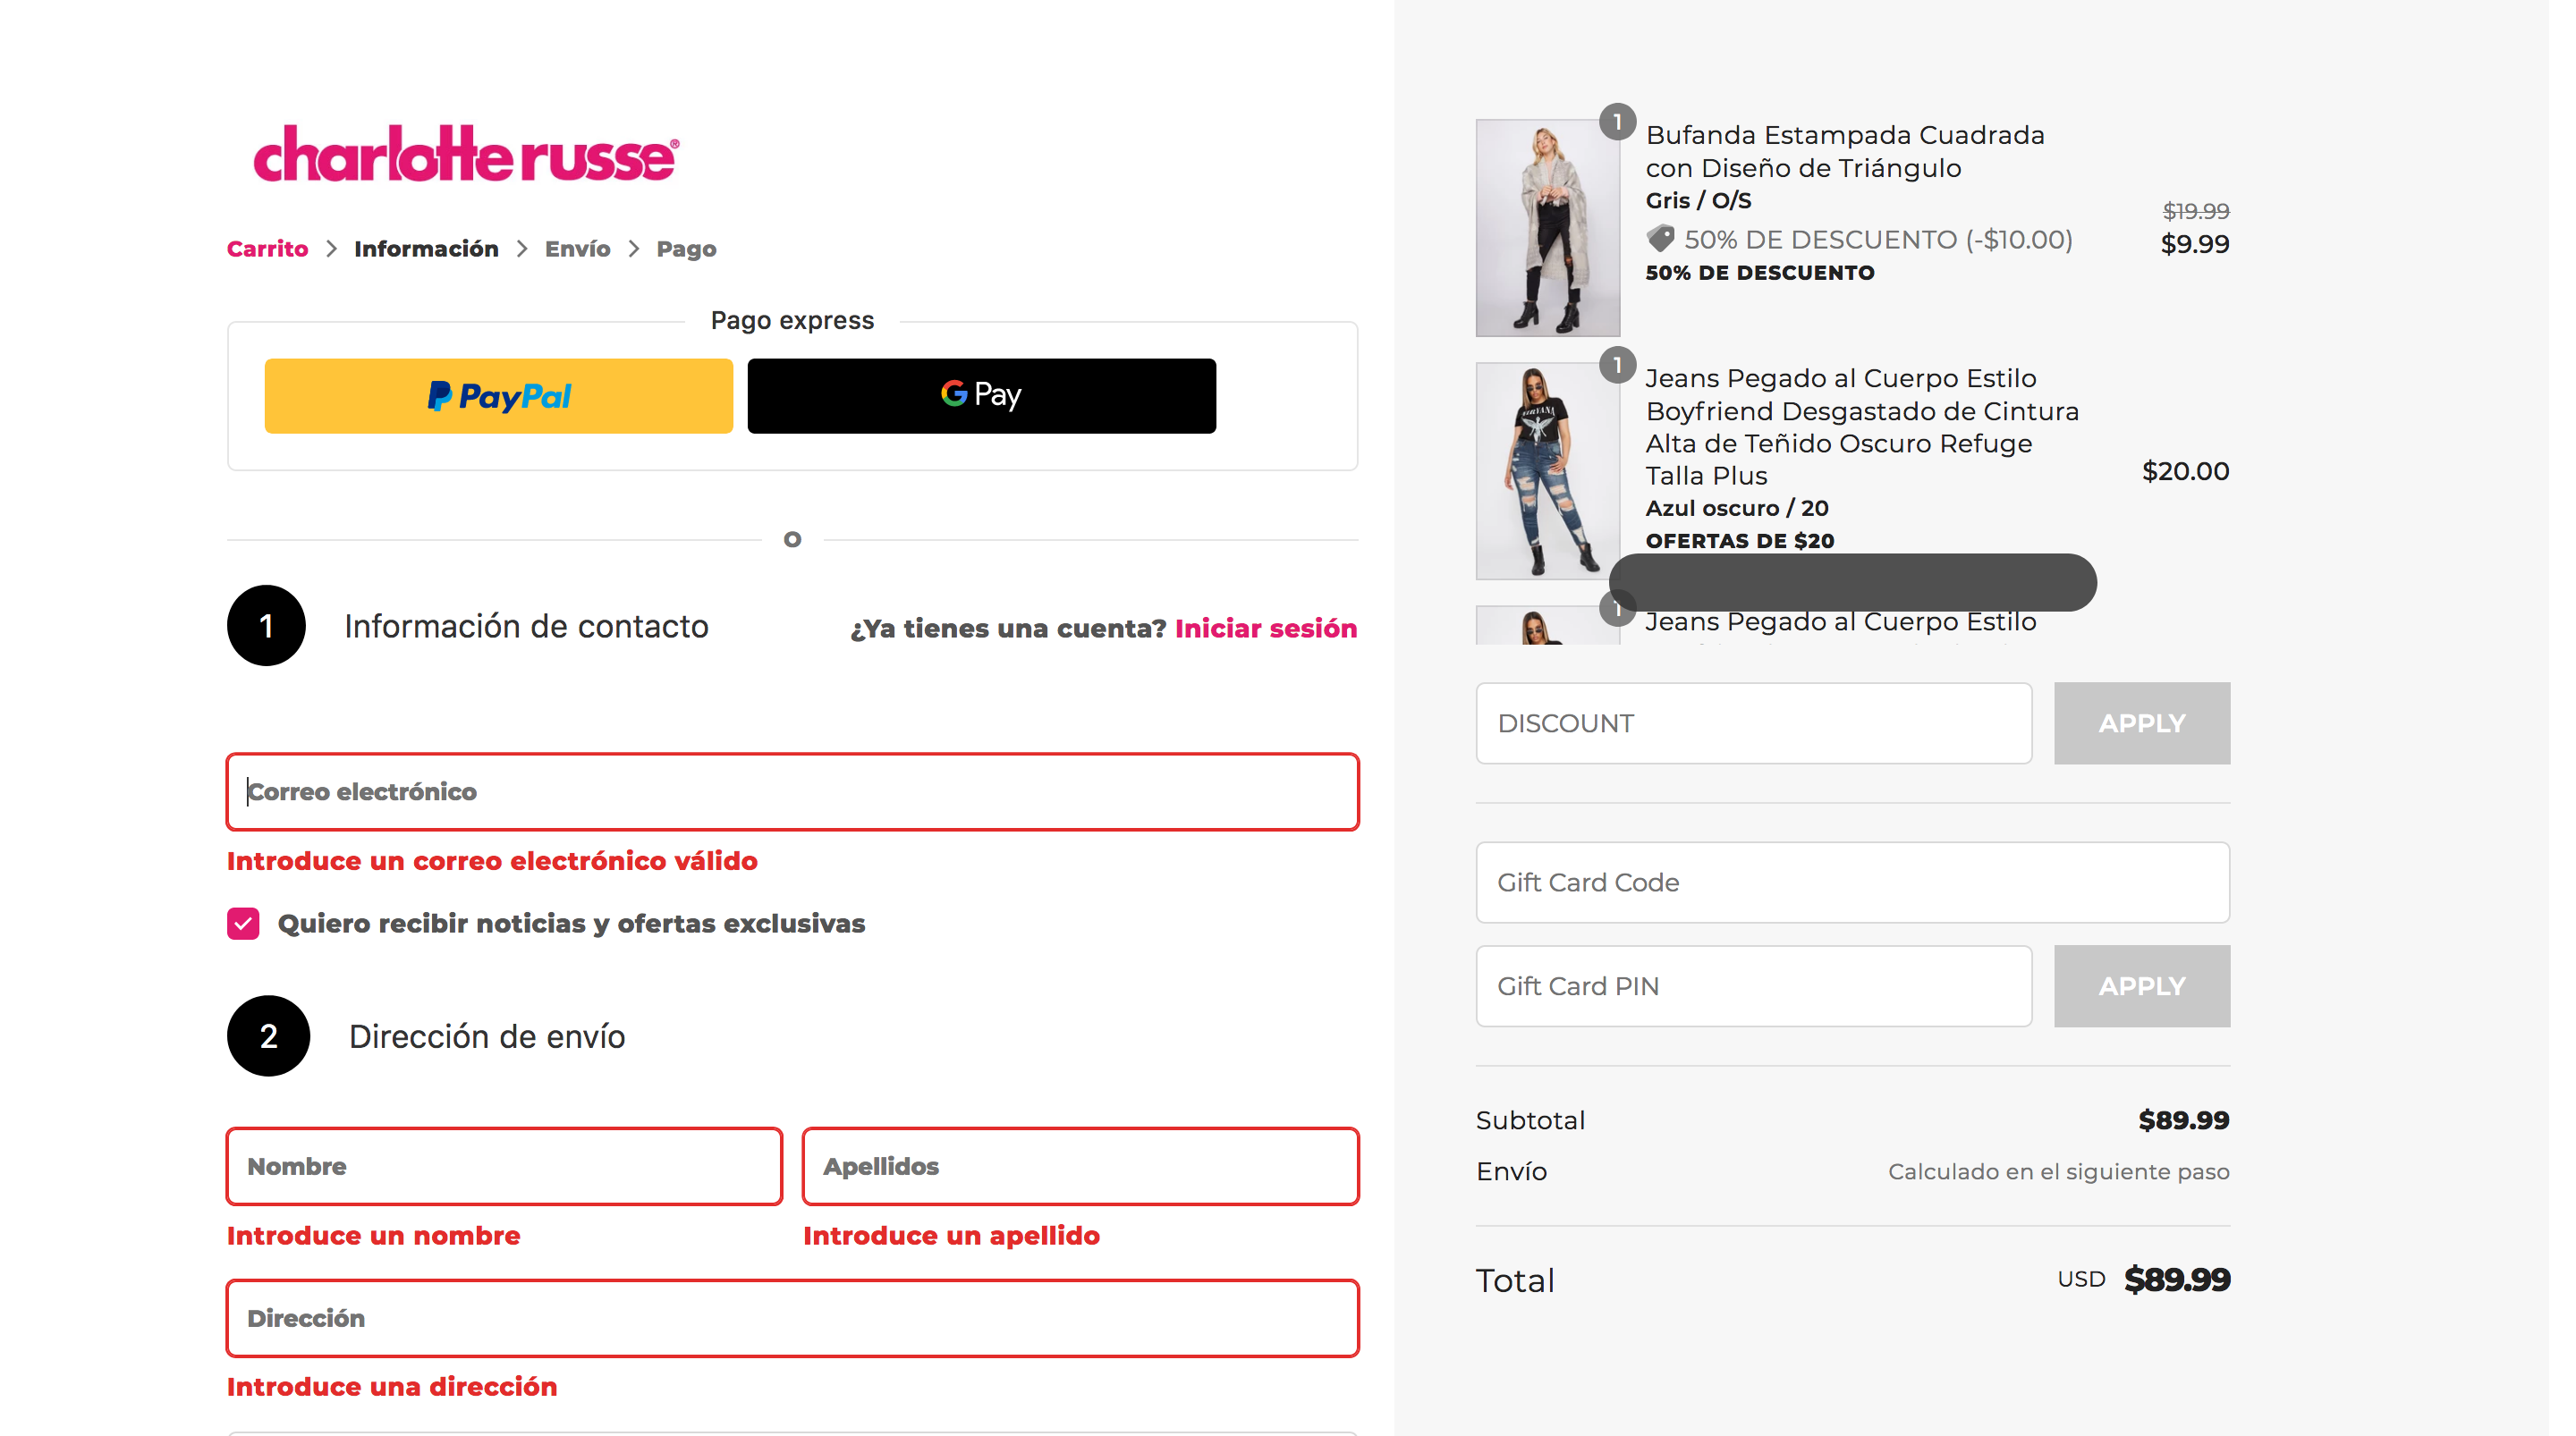 charlotte russe®
Carrito > Información > Envío > Pago
Pago express
PayPal
G Pay
O
1 Información de contacto
¿Ya tienes una cuenta? Iniciar sesión
Correo electrónico
Introduce un correo electrónico válido
Quiero recibir noticias y ofertas exclusivas
2 Dirección de envío
Nombre
Apellidos
Introduce un nombre
Introduce un apellido
Dirección
Introduce una dirección
1
Bufanda Estampada Cuadrada
con Diseño de Triángulo
Gris / O/S
50% DE DESCUENTO (-$10.00)
50% DE DESCUENTO
$19.99
$9.99
1
NIRVANA
Jeans Pegado al Cuerpo Estilo
Boyfriend Desgastado de Cintura
Alta de Teñido Oscuro Refuge
Talla Plus
Azul oscuro / 20
OFERTAS DE $20
$20.00
1
Jeans Pegado al Cuerpo Estilo
DISCOUNT
APPLY
Gift Card Code
Gift Card PIN
APPLY
Subtotal
$89.99
Envío
Calculado en el siguiente paso
Total
USD $89.99